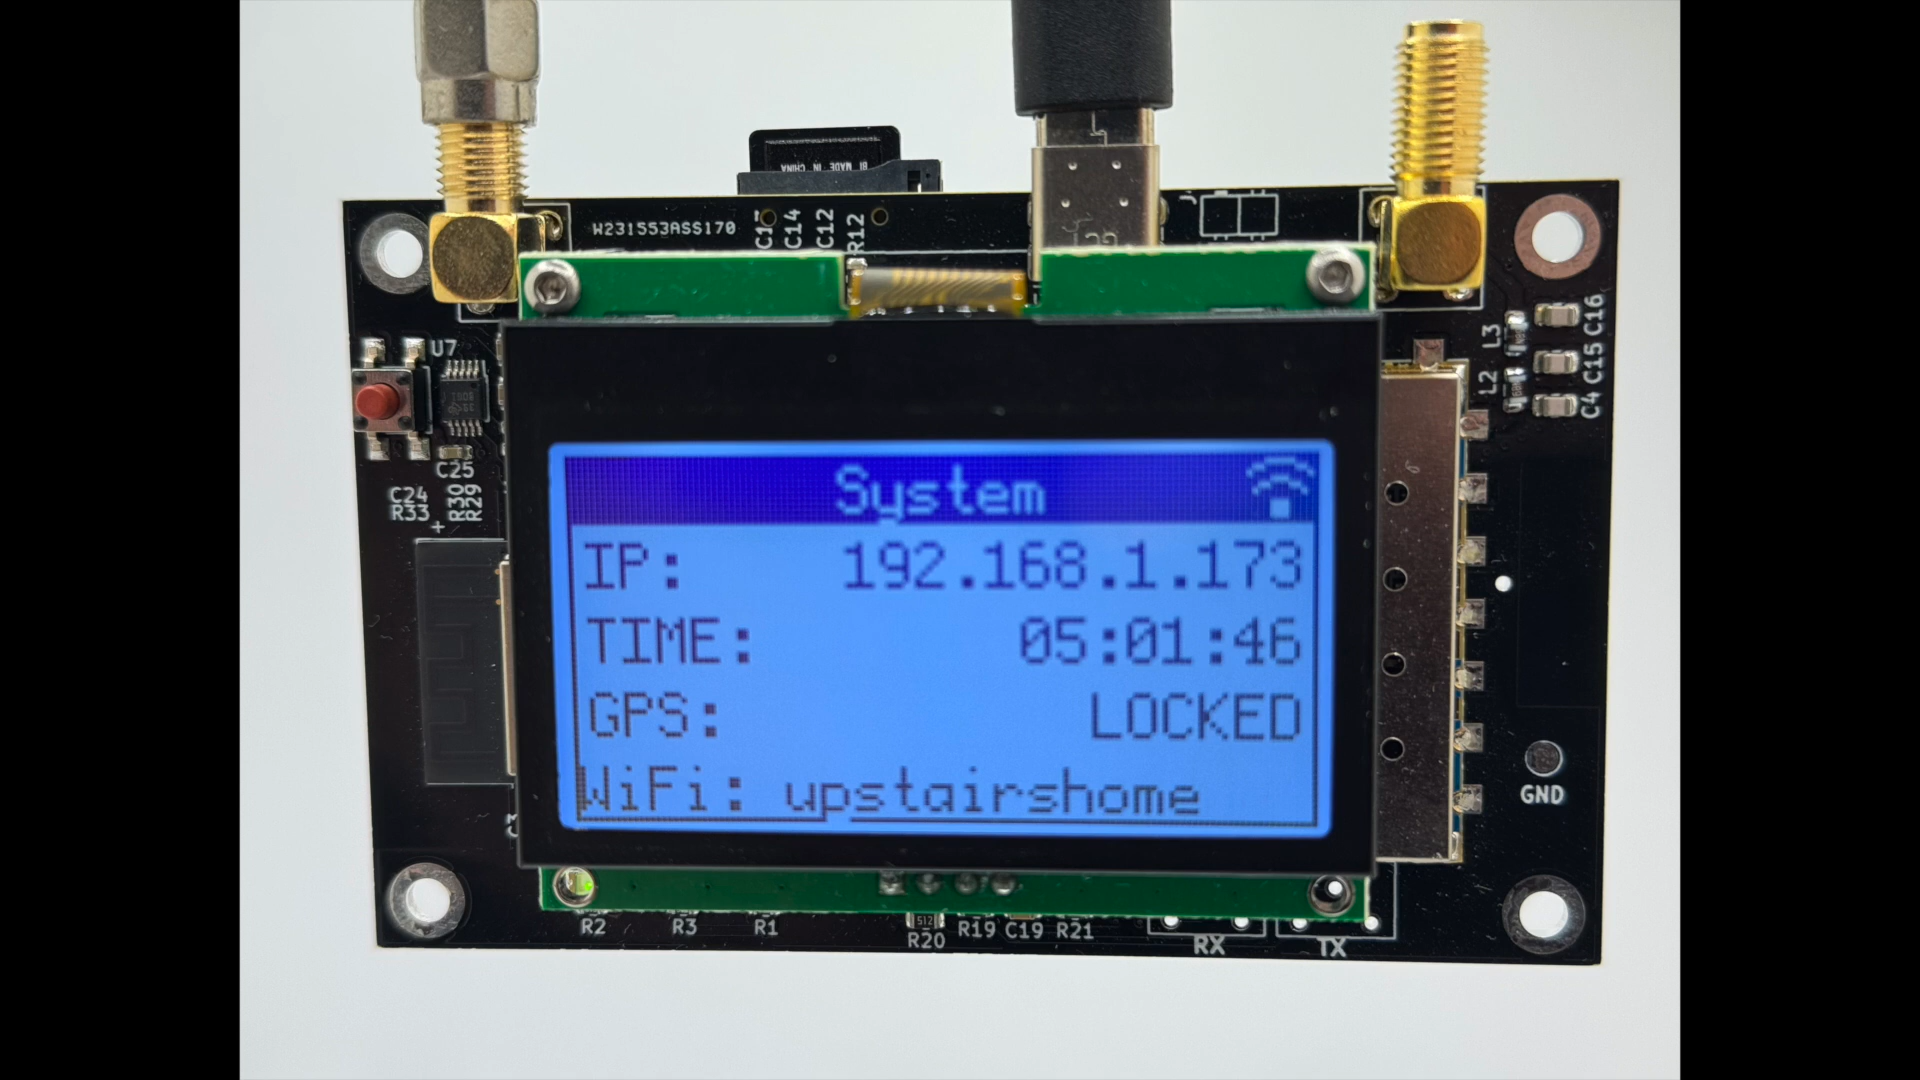 BI MADE IN CHINA
W231553ASS170
C14
C12
R12
U7
L3
C16
C15
L2
C4
C25
C24
R33
R30
R29
+
System
IP: 192.168.1.173
TIME: 05:01:46
GPS: LOCKED
WiFi: upstairshome
GND
R2
R3
R1
512
R20
R19
C19
R21
RX
TX